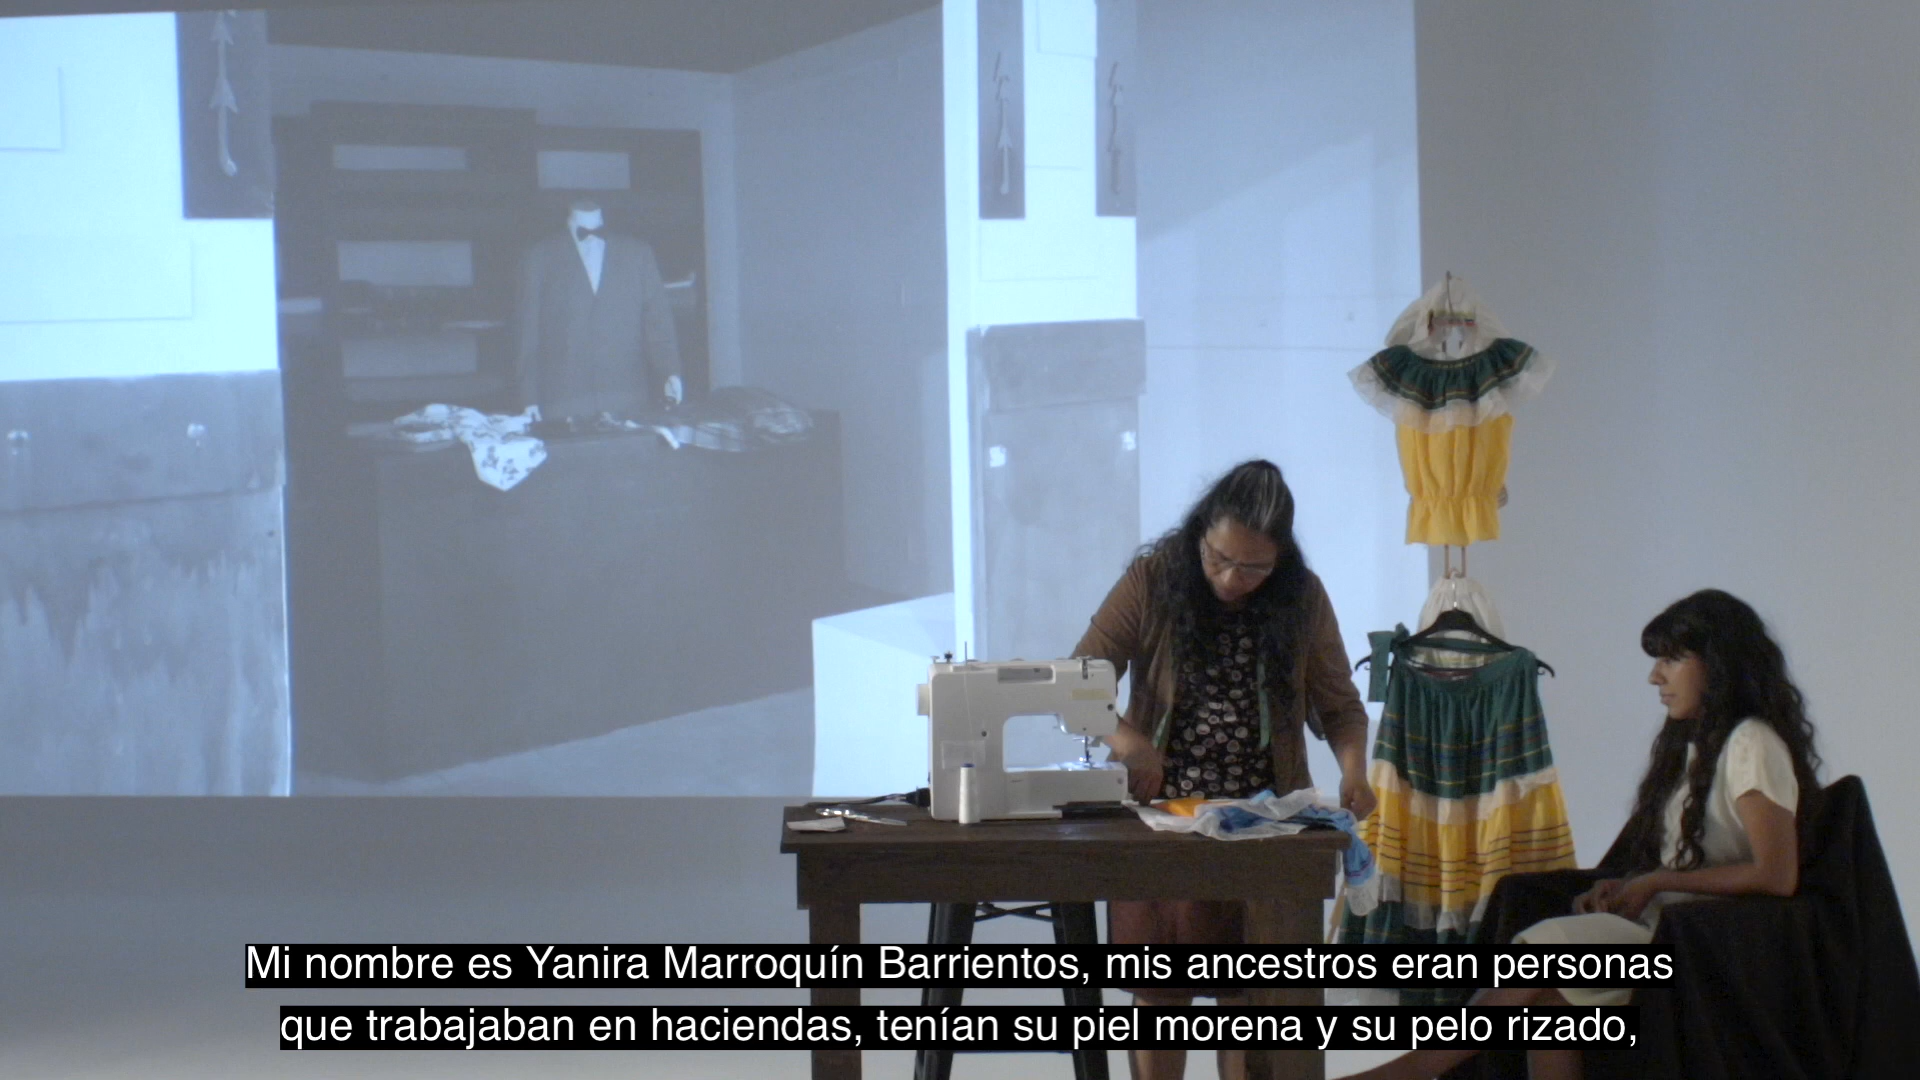 Mi nombre es Yanira Marroquín Barrientos, mis ancestros eran personas
que trabajaban en haciendas, tenían su piel morena y su pelo rizado,